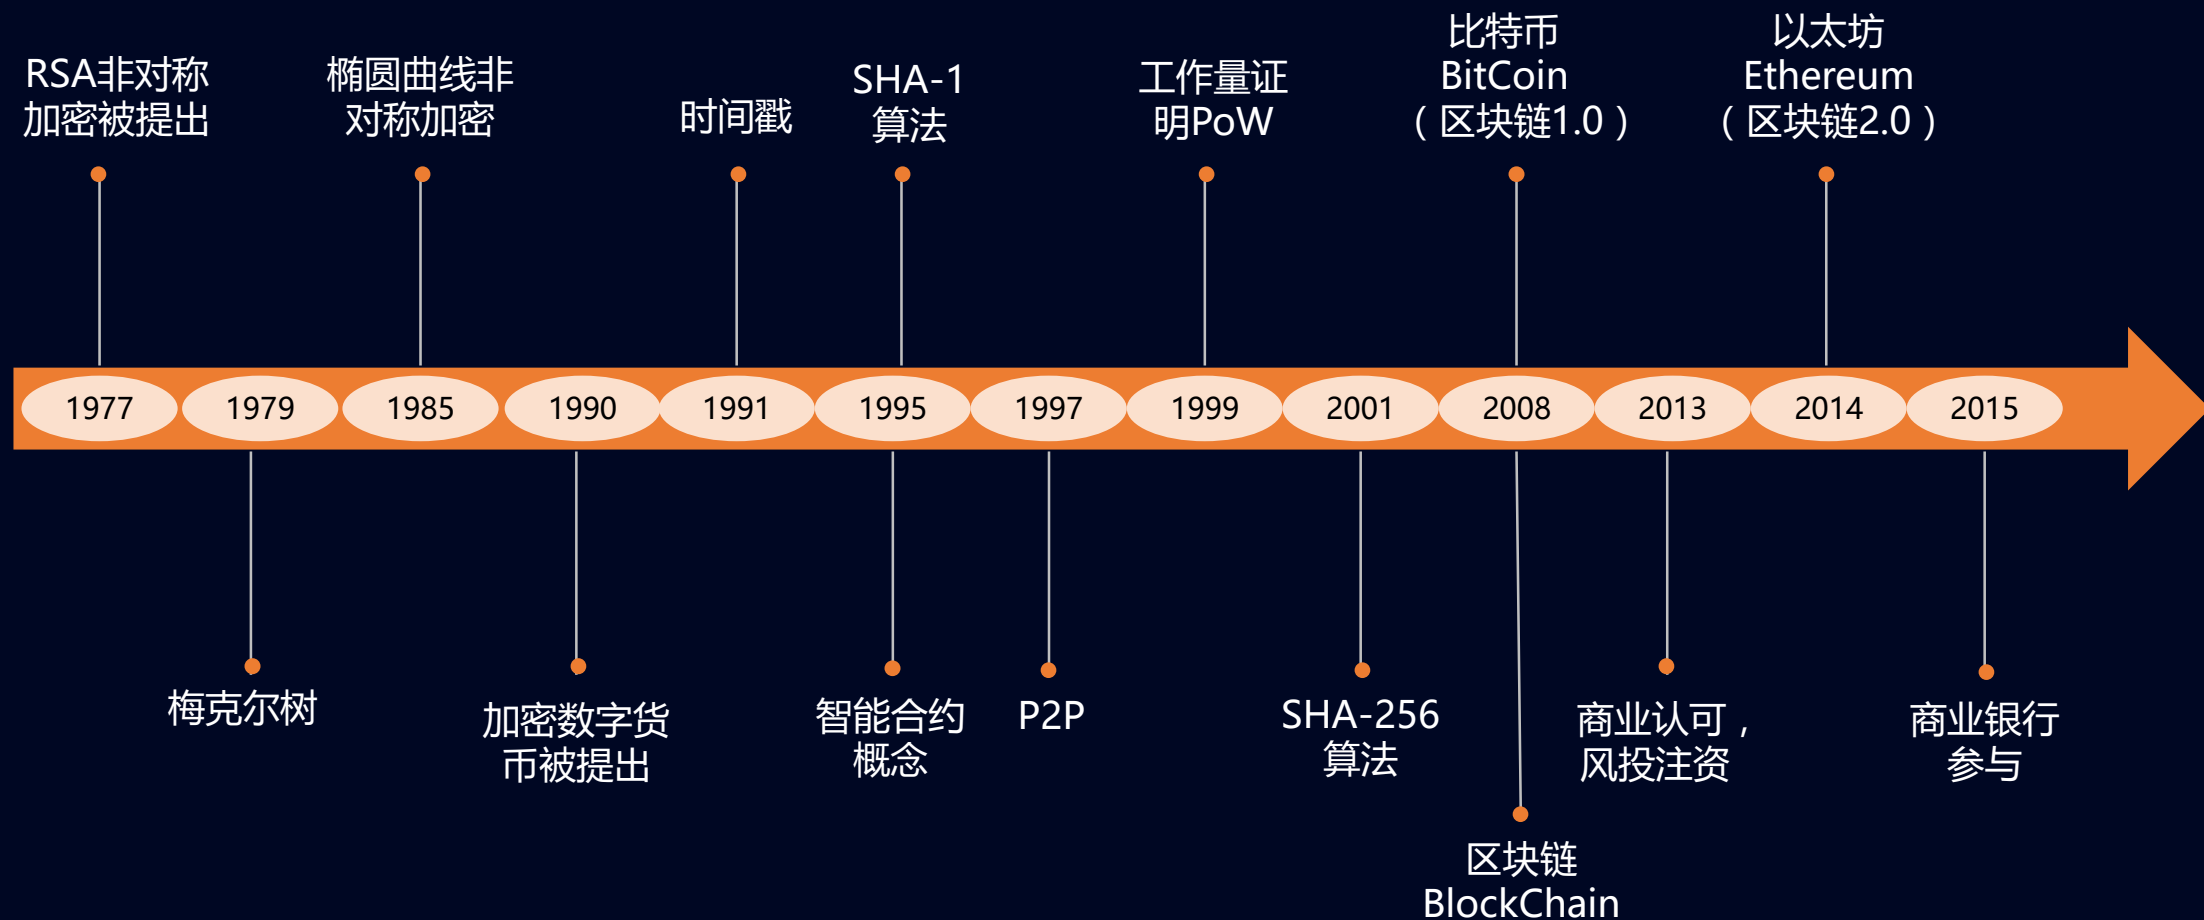 RSA非对称
加密被提出
椭圆曲线非
对称加密
时间戳
SHA-1
算法
工作量证
明PoW
比特币
BitCoin
（区块链1.0）
以太坊
Ethereum
（区块链2.0）
1977
1979
1985
1990
1991
1995
1997
1999
2001
2008
2013
2014
2015
梅克尔树
加密数字货
币被提出
智能合约
概念
P2P
SHA-256
算法
区块链
BlockChain
商业认可，
风投注资
商业银行
参与